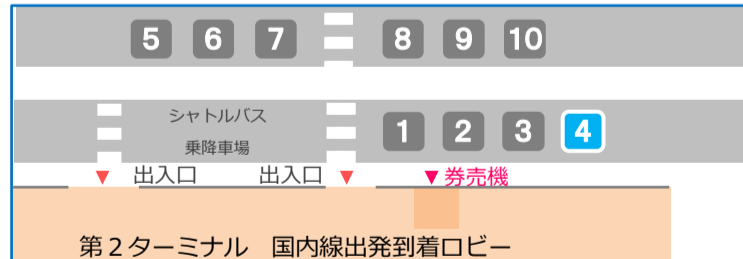 5 6 7 8 9 10
シャトルバス
乗降車場
1 2 3 4
出入口 出入口 ▼券売機
第２ターミナル 国内線出発到着ロビー